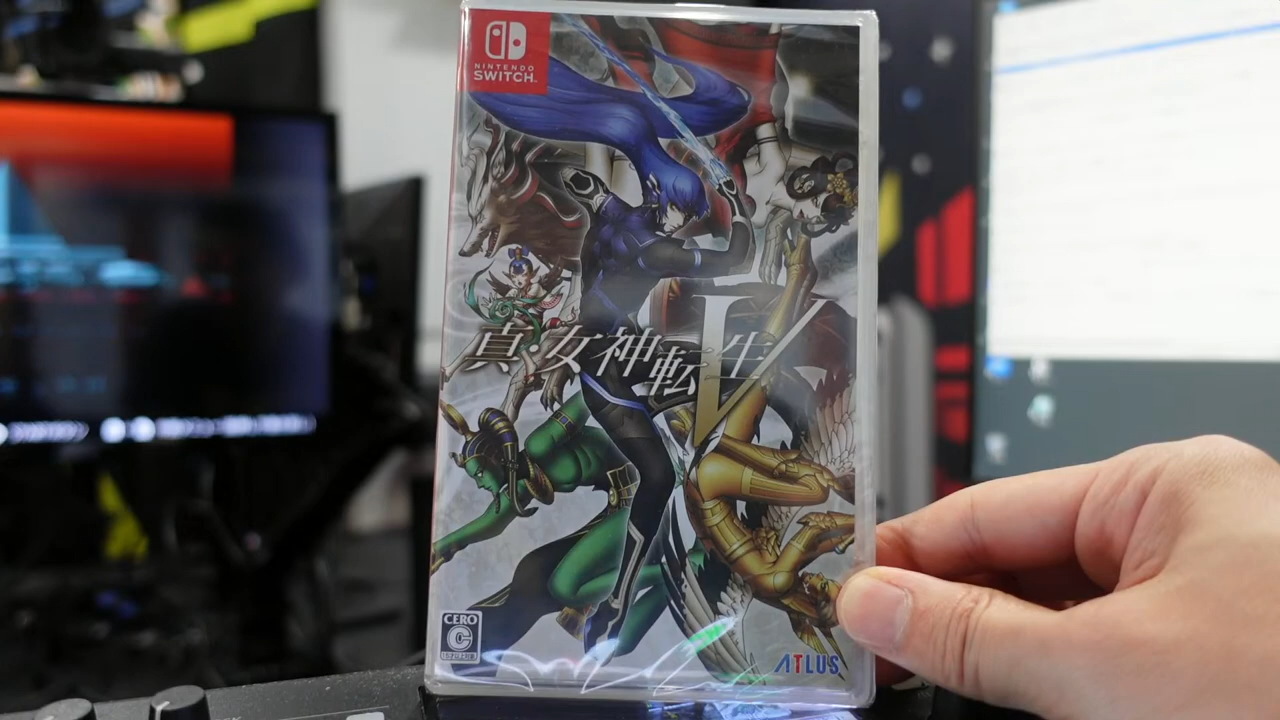 NINTENDO
SWITCH
真・女神転生
V
CERO
C
ATLUS